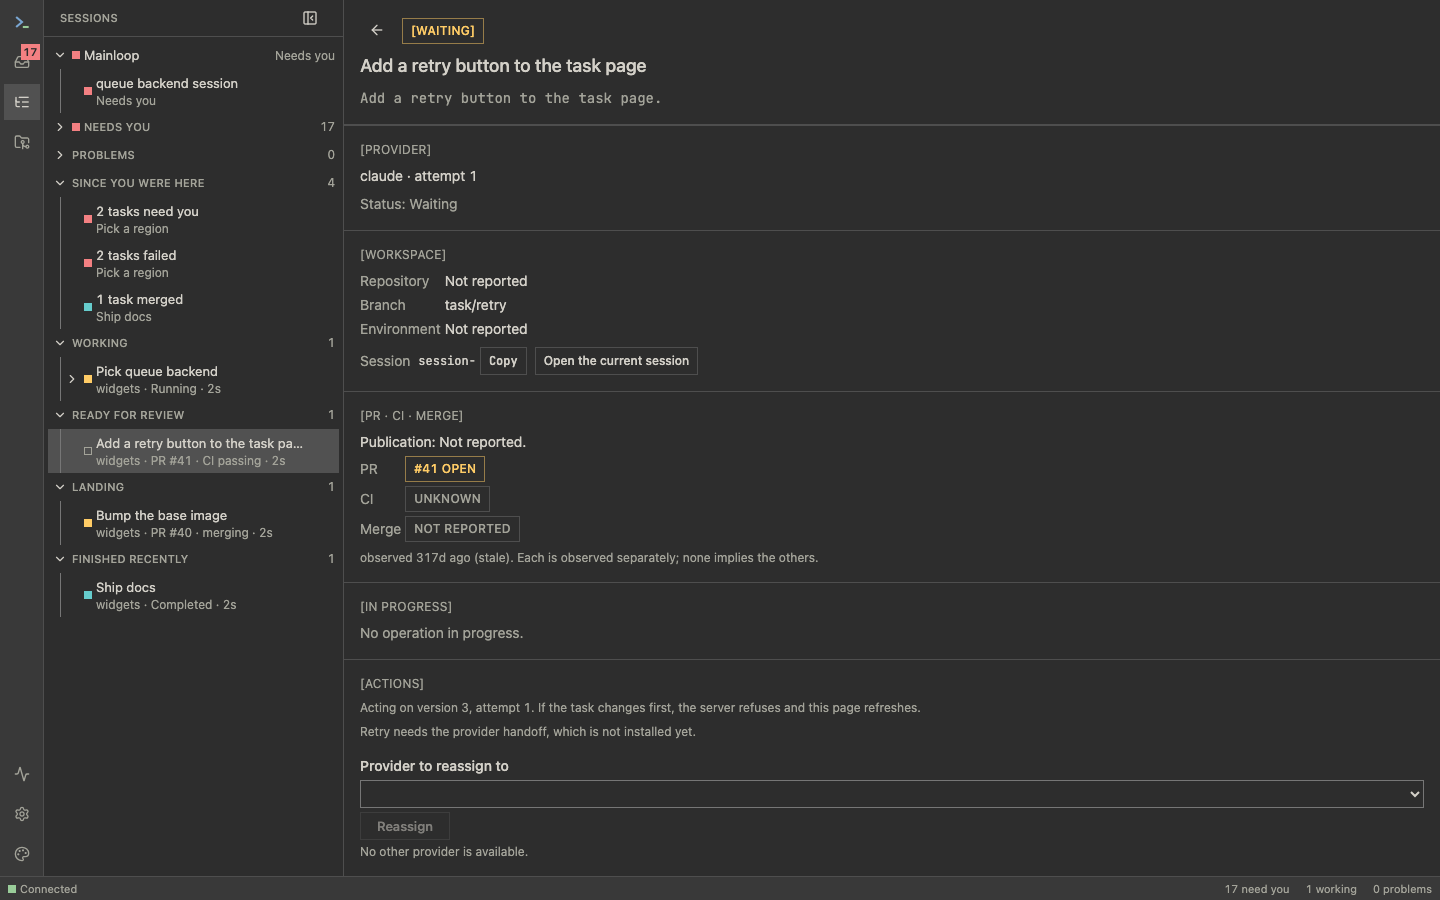 SESSIONS
17
Mainloop
Needs you
queue backend session
Needs you
NEEDS YOU
17
PROBLEMS
0
SINCE YOU WERE HERE
4
2 tasks need you
Pick a region
2 tasks failed
Pick a region
1 task merged
Ship docs
WORKING
1
Pick queue backend
widgets · Running · 2s
READY FOR REVIEW
1
Add a retry button to the task pa...
widgets · PR #41 · CI passing · 2s
LANDING
1
Bump the base image
widgets · PR #40 · merging · 2s
FINISHED RECENTLY
1
Ship docs
widgets · Completed · 2s
[WAITING]
Add a retry button to the task page
Add a retry button to the task page.
[PROVIDER]
claude · attempt 1
Status: Waiting
[WORKSPACE]
Repository Not reported
Branch task/retry
Environment Not reported
Session session- Copy Open the current session
[PR · CI · MERGE]
Publication: Not reported.
PR #41 OPEN
CI UNKNOWN
Merge NOT REPORTED
observed 317d ago (stale). Each is observed separately; none implies the others.
[IN PROGRESS]
No operation in progress.
[ACTIONS]
Acting on version 3, attempt 1. If the task changes first, the server refuses and this page refreshes.
Retry needs the provider handoff, which is not installed yet.
Provider to reassign to
Reassign
No other provider is available.
Connected
17 need you 1 working 0 problems